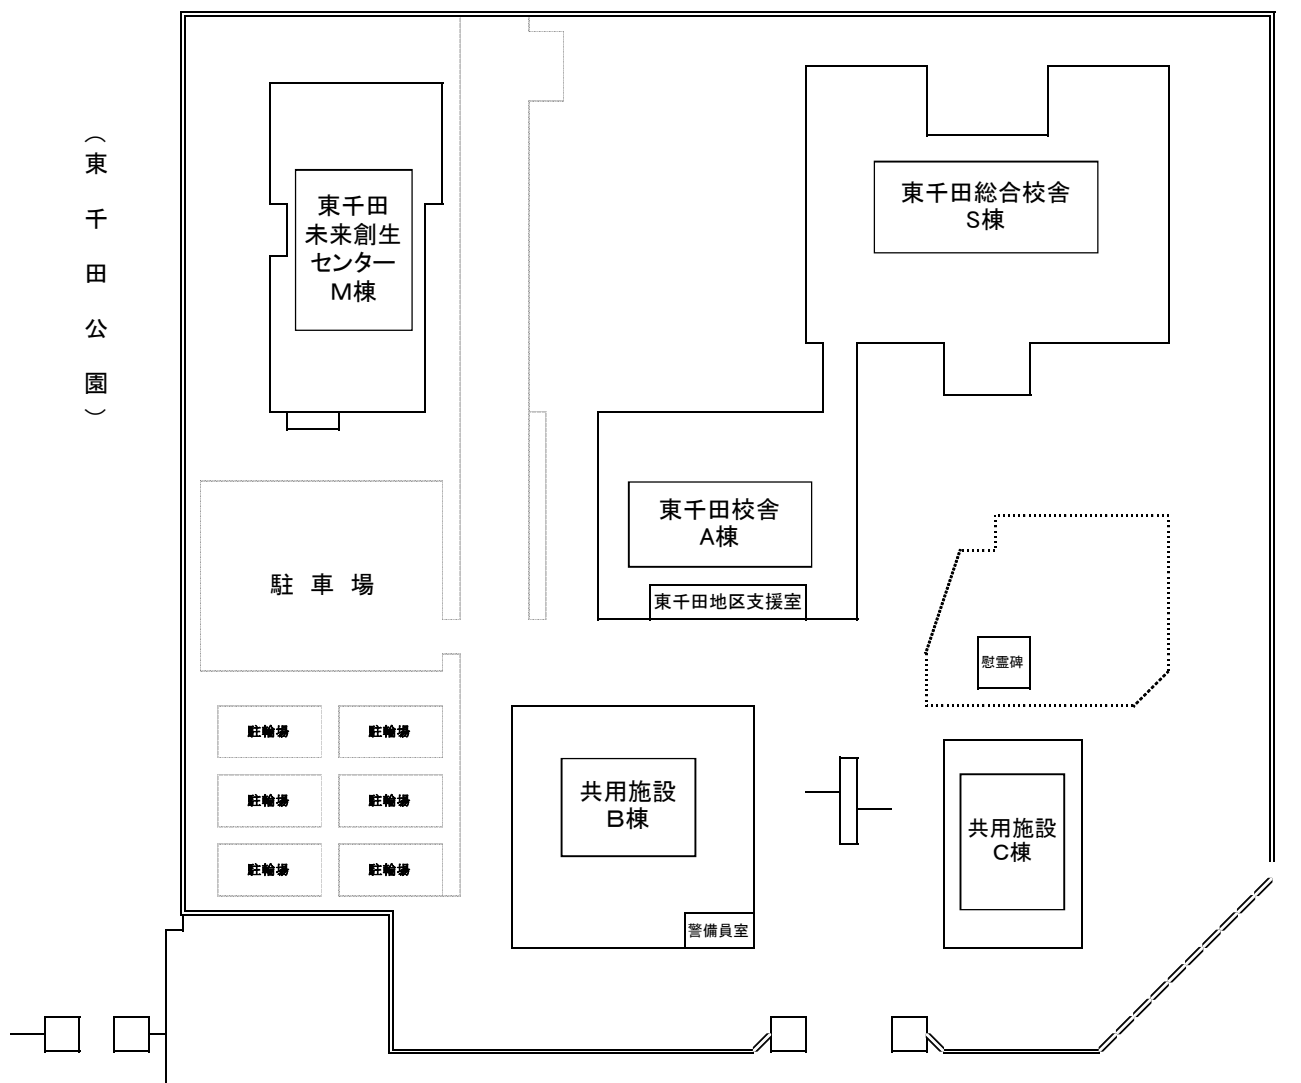 （東千田公園）
東千田
未来創生
センター
Ｍ棟
東千田総合校舎
S棟
東千田校舎
A棟
東千田地区支援室
駐車場
慰霊碑
駐輪場
駐輪場
駐輪場
駐輪場
駐輪場
駐輪場
共用施設
Ｂ棟
警備員室
共用施設
Ｃ棟